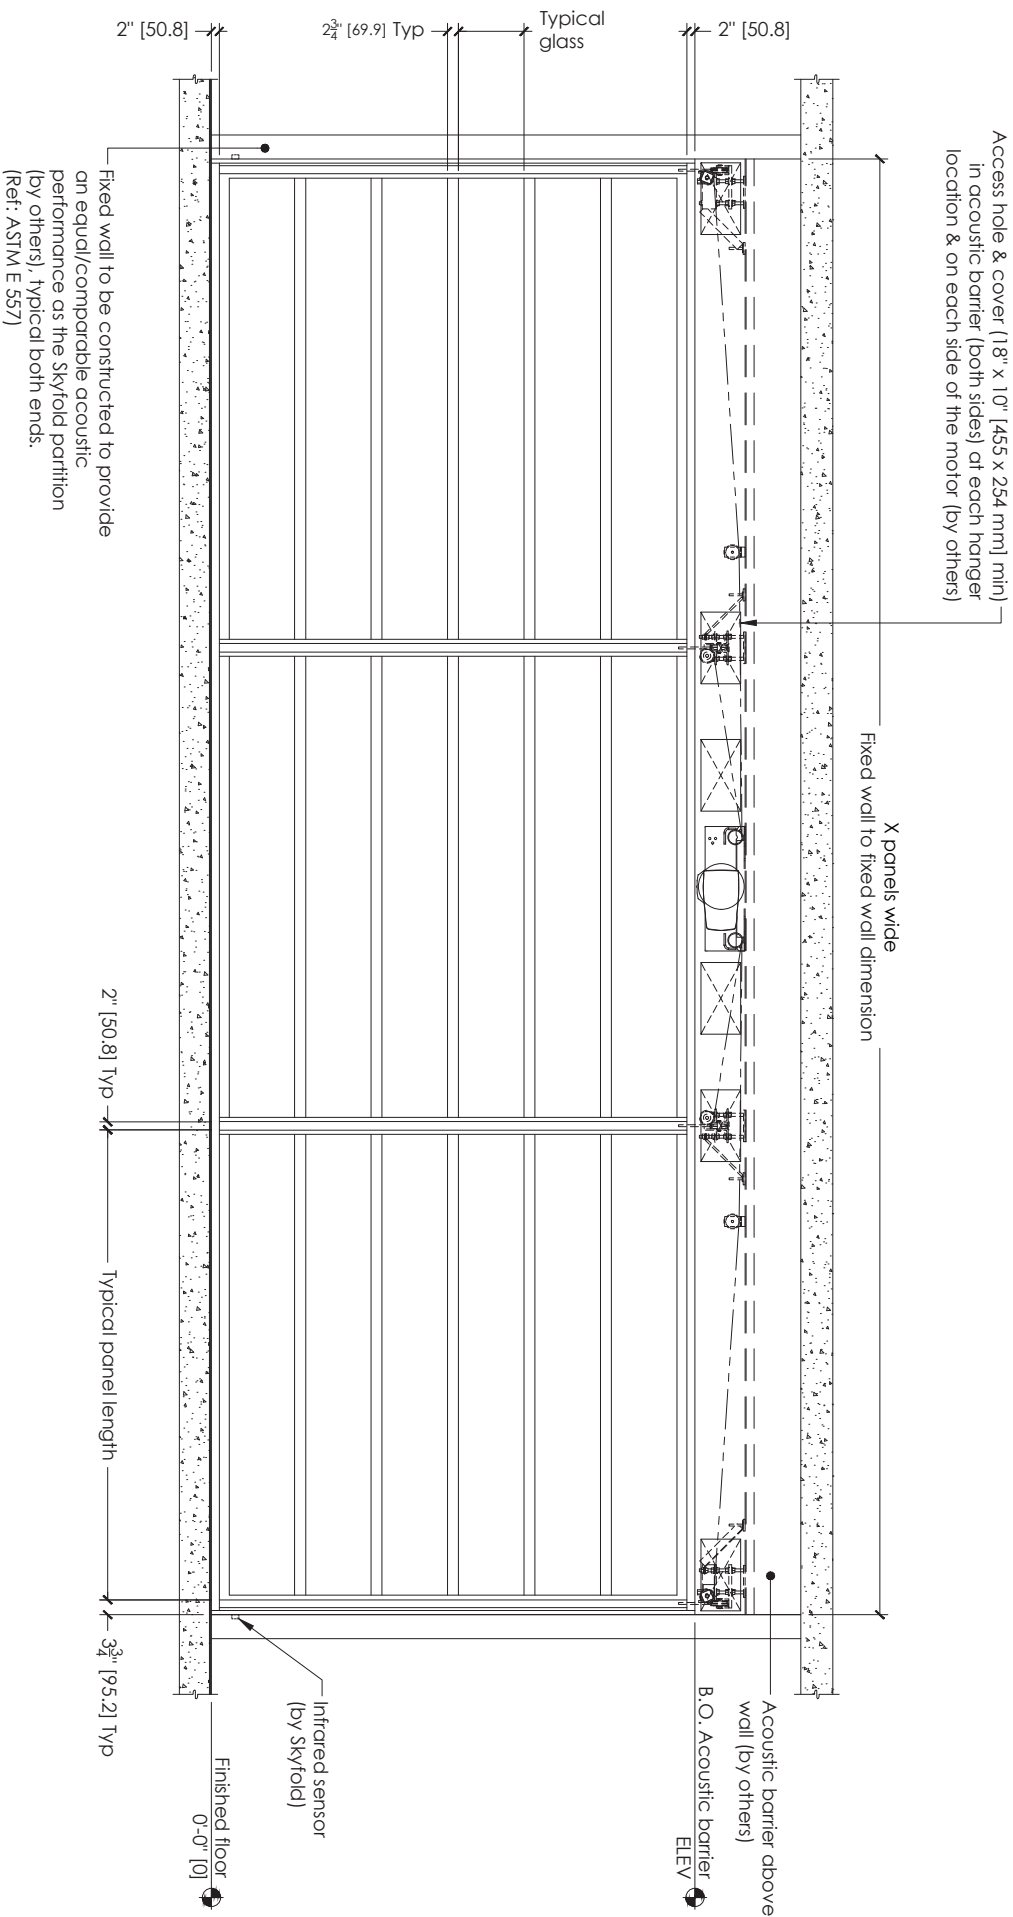 Access hole & cover (18" x 10" [455 x 254 mm] min)
in acoustic barrier (both sides) at each hanger
location & on each side of the motor (by others)
X panels wide
Fixed wall to fixed wall dimension
Acoustic barrier above
wall (by others)
B.O. Acoustic barrier
ELEV
2" [50.8]
Typical
glass
2 3/4" [69.9] Typ
2" [50.8]
Infrared sensor
(by Skyfold)
Finished floor
0'-0" [0]
Fixed wall to be constructed to provide
an equal/comparable acoustic
performance as the Skyfold partition
(by others), typical both ends.
(Ref: ASTM E 557)
2" [50.8] Typ
Typical panel length
3 3/4" [95.2] Typ